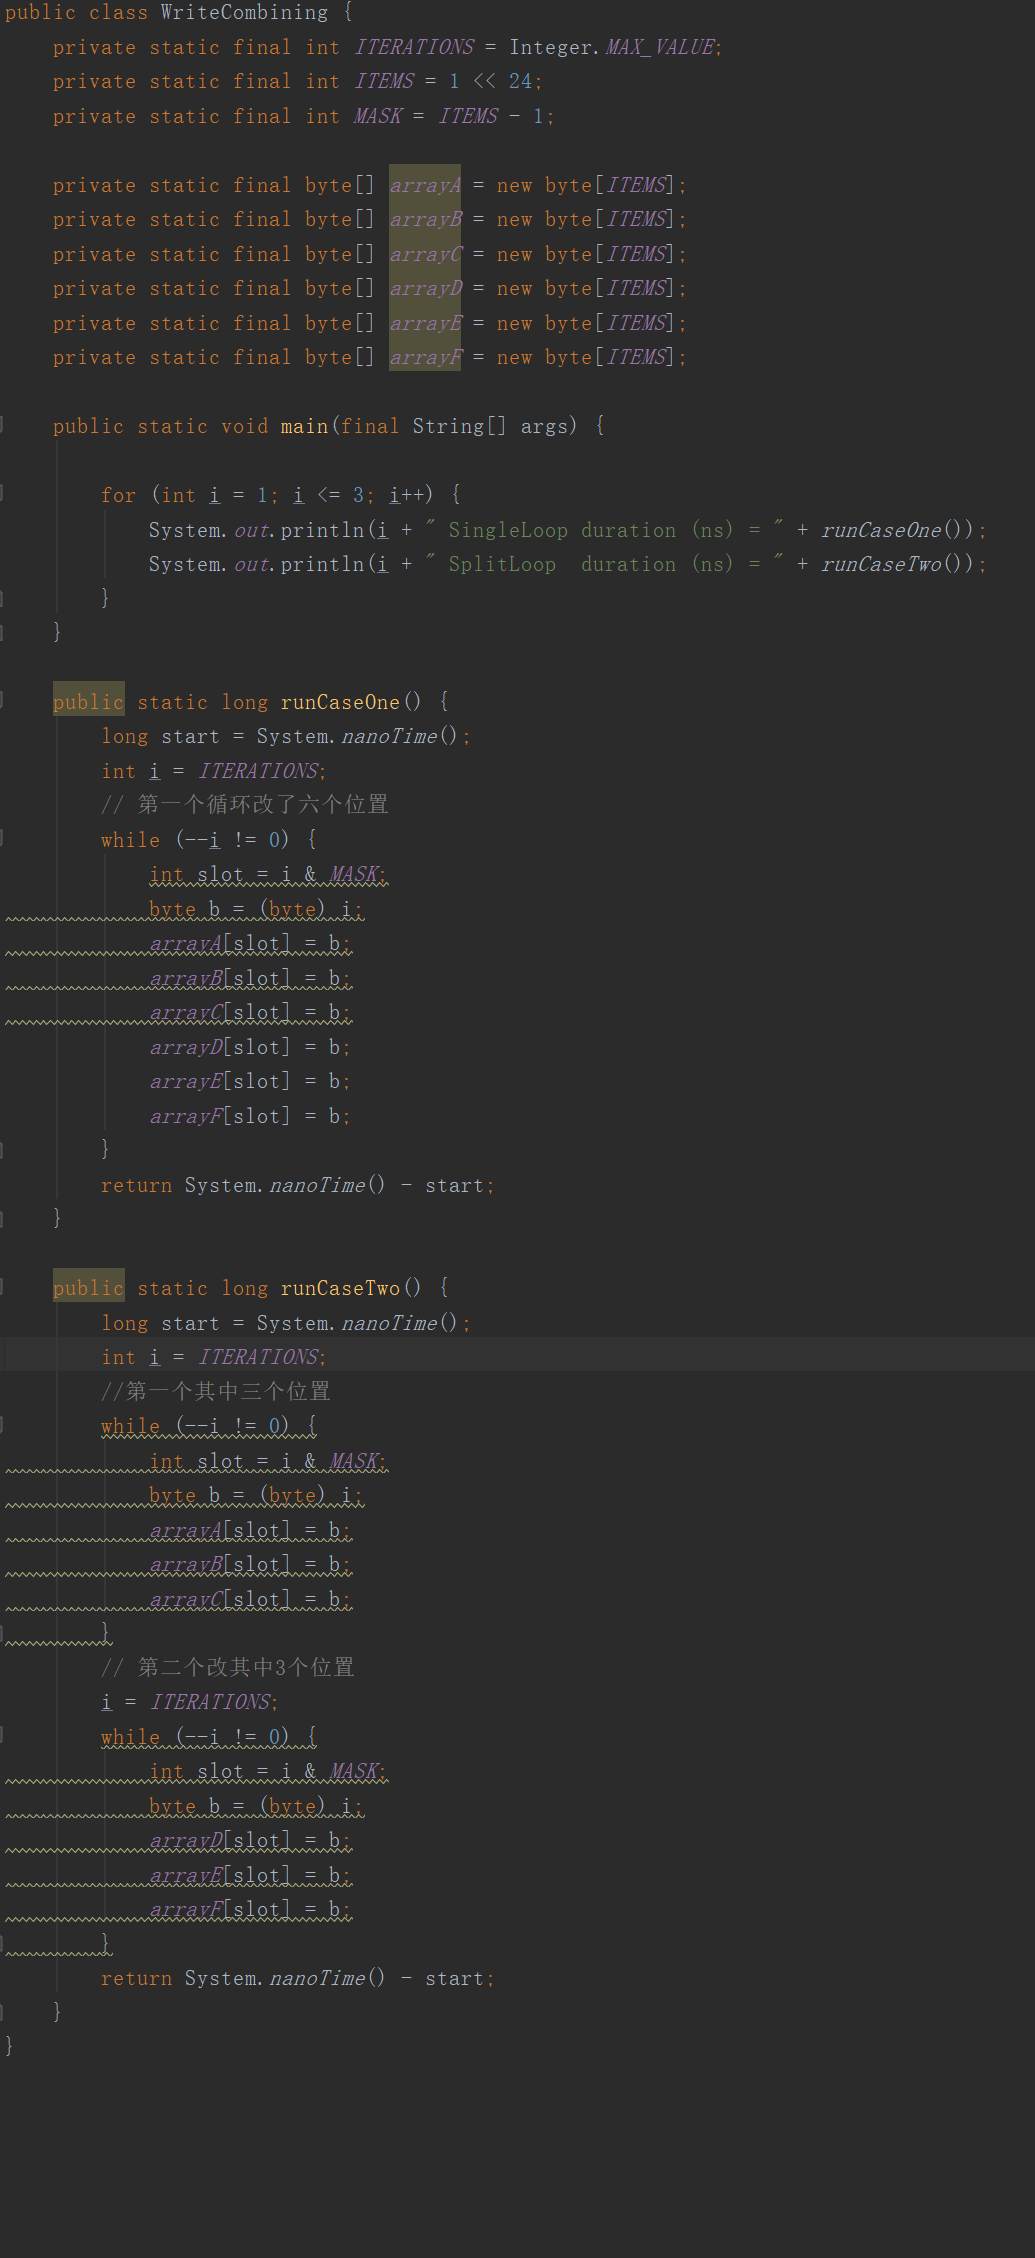 public class WriteCombining {
    private static final int ITERATIONS = Integer.MAX_VALUE;
    private static final int ITEMS = 1 << 24;
    private static final int MASK = ITEMS - 1;

    private static final byte[] arrayA = new byte[ITEMS];
    private static final byte[] arrayB = new byte[ITEMS];
    private static final byte[] arrayC = new byte[ITEMS];
    private static final byte[] arrayD = new byte[ITEMS];
    private static final byte[] arrayE = new byte[ITEMS];
    private static final byte[] arrayF = new byte[ITEMS];

    public static void main(final String[] args) {

        for (int i = 1; i <= 3; i++) {
            System.out.println(i + " SingleLoop duration (ns) = " + runCaseOne());
            System.out.println(i + " SplitLoop  duration (ns) = " + runCaseTwo());
        }
    }

    public static long runCaseOne() {
        long start = System.nanoTime();
        int i = ITERATIONS;
        // 第一个循环改了六个位置
        while (--i != 0) {
            int slot = i & MASK;
            byte b = (byte) i;
            arrayA[slot] = b;
            arrayB[slot] = b;
            arrayC[slot] = b;
            arrayD[slot] = b;
            arrayE[slot] = b;
            arrayF[slot] = b;
        }
        return System.nanoTime() - start;
    }

    public static long runCaseTwo() {
        long start = System.nanoTime();
        int i = ITERATIONS;
        //第一个其中三个位置
        while (--i != 0) {
            int slot = i & MASK;
            byte b = (byte) i;
            arrayA[slot] = b;
            arrayB[slot] = b;
            arrayC[slot] = b;
        }
        // 第二个改其中3个位置
        i = ITERATIONS;
        while (--i != 0) {
            int slot = i & MASK;
            byte b = (byte) i;
            arrayD[slot] = b;
            arrayE[slot] = b;
            arrayF[slot] = b;
        }
        return System.nanoTime() - start;
    }
}